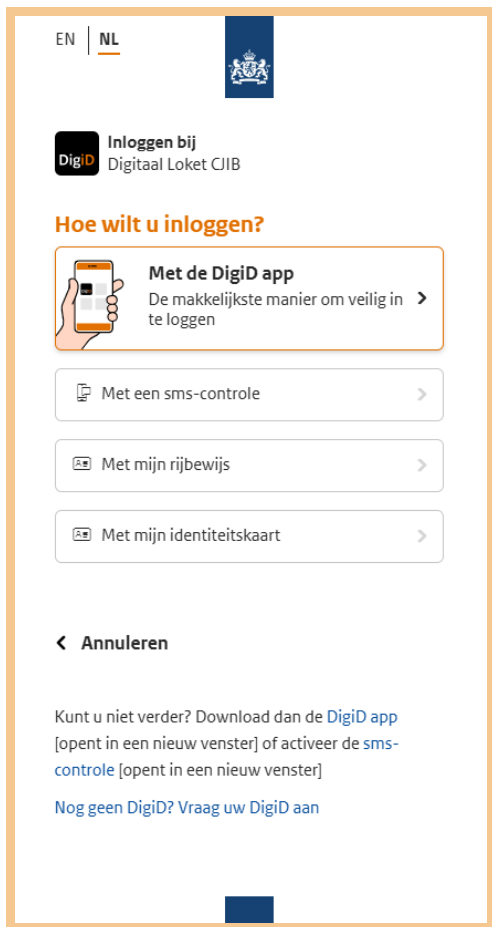 EN | NL
DigiD
Inloggen bij
Digitaal Loket CJIB
Hoe wilt u inloggen?
Met de DigiD app
De makkelijkste manier om veilig in
te loggen
Met een sms-controle
Met mijn rijbewijs
Met mijn identiteitskaart
Annuleren
Kunt u niet verder? Download dan de DigiD app
[opent in een nieuw venster] of activeer de sms-
controle [opent in een nieuw venster]
Nog geen DigiD? Vraag uw DigiD aan